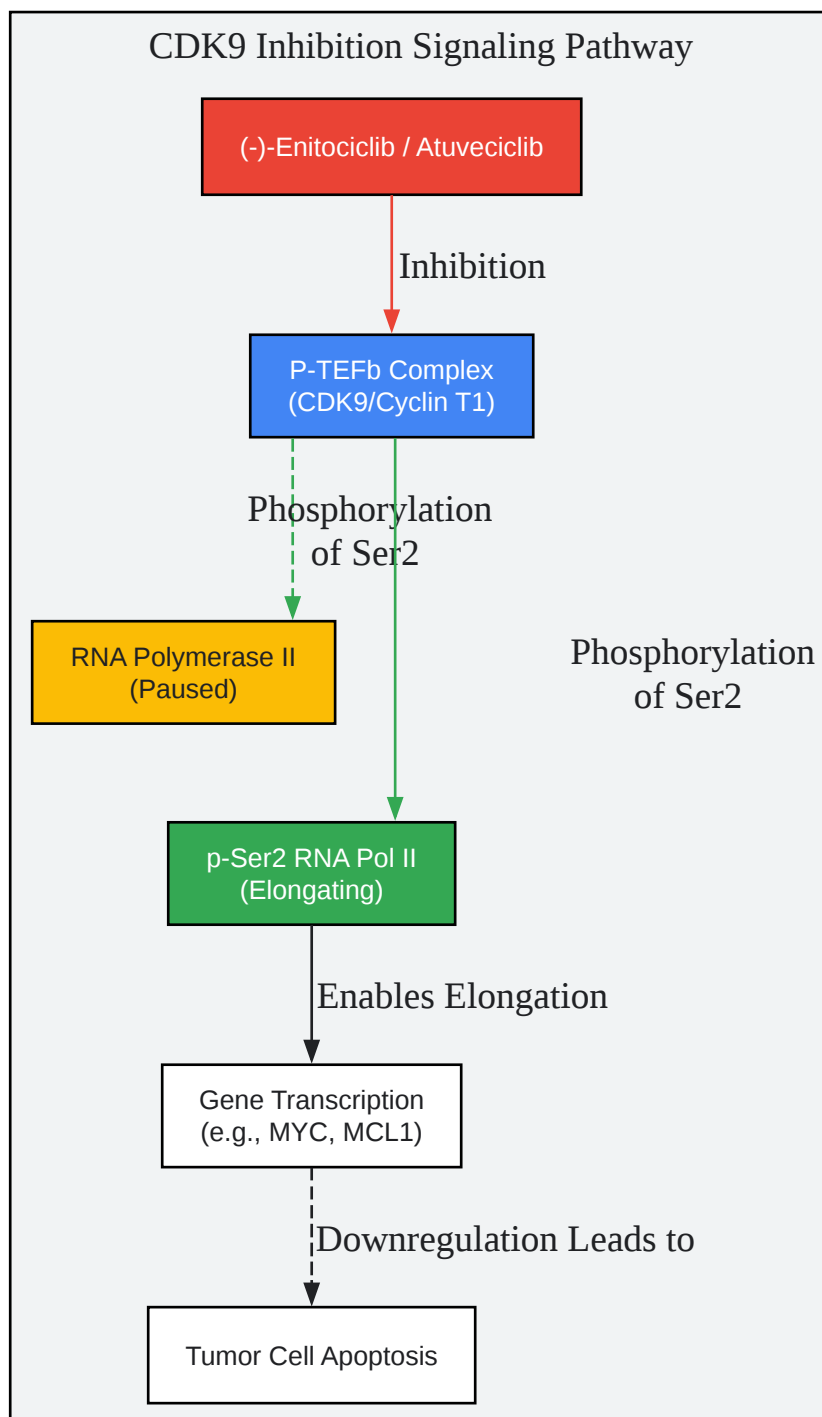 CDK9 Inhibition Signaling Pathway
(-)-Enitociclib / Atuveciclib
Inhibition
P-TEFb Complex
(CDK9/Cyclin T1)
Phosphorylation
of Ser2
RNA Polymerase II
(Paused)
Phosphorylation
of Ser2
p-Ser2 RNA Pol II
(Elongating)
Enables Elongation
Gene Transcription
(e.g., MYC, MCL1)
Downregulation Leads to
Tumor Cell Apoptosis